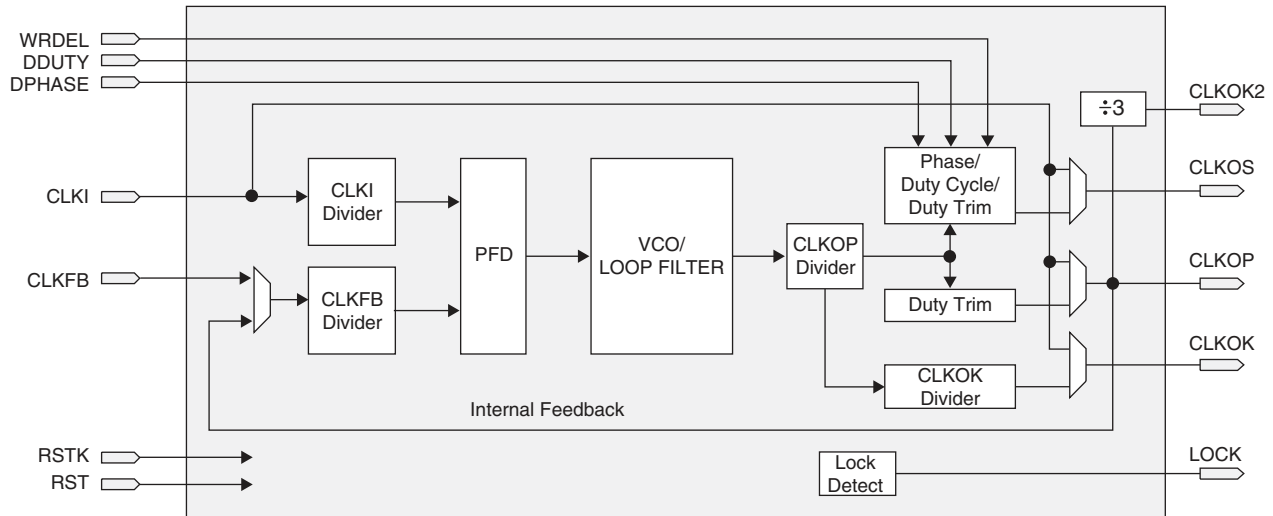 WRDEL
DDUTY
DPHASE
CLKOK2
÷3
Phase/
Duty Cycle/
Duty Trim
CLKOS
CLKI
CLKI
Divider
PFD
VCO/
LOOP FILTER
CLKOP
Divider
CLKOP
CLKFB
CLKFB
Divider
Duty Trim
CLKOK
CLKOK
Divider
Internal Feedback
RSTK
RST
Lock
Detect
LOCK